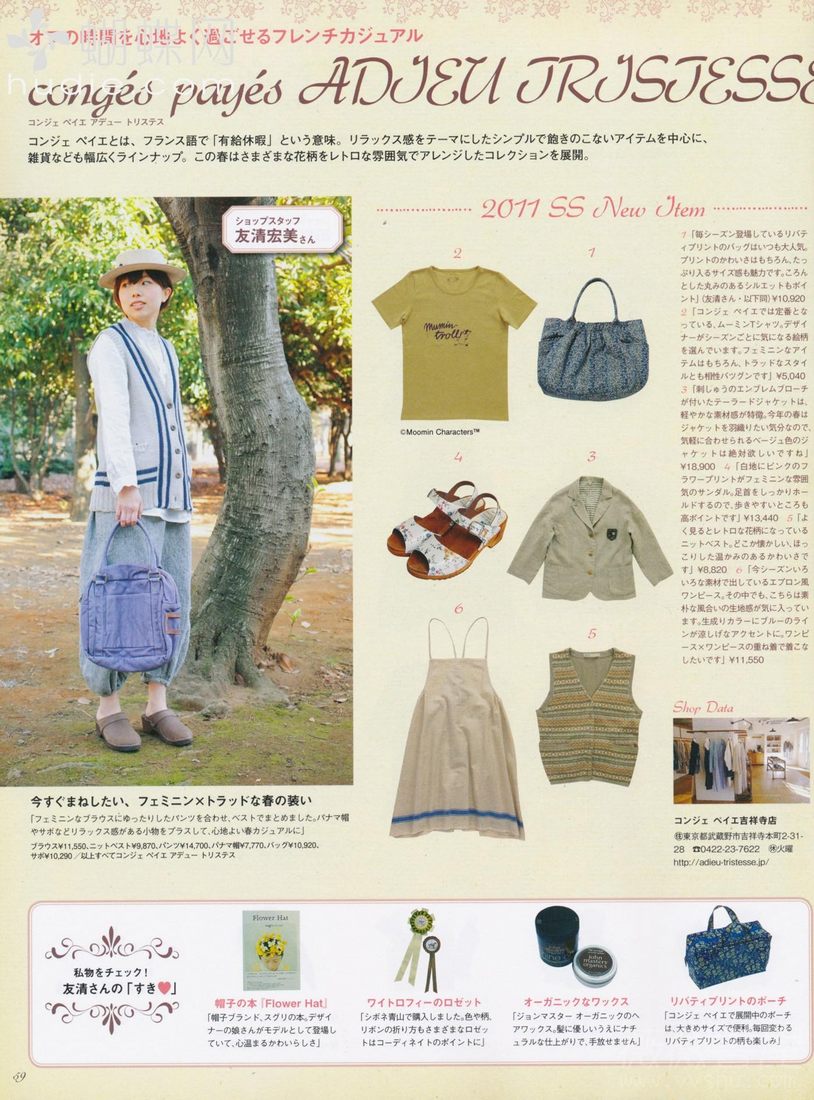 オフの時間を心地よく過ごせるフレンチカジュアル
congés payés ADIEU TRISTESSE
コンジェ ペイエ アデュー トリステス
コンジェ ペイエとは、フランス語で「有給休暇」という意味。リラックス感をテーマにしたシンプルで飽きのこないアイテムを中心に、
雑貨なども幅広くラインナップ。この春はさまざまな花柄をレトロな雰囲気でアレンジしたコレクションを展開。
蝴蝶网
hudie.com
ショップスタッフ
友清宏美さん
2011 SS New Item
2
1
mumin-
troll
©Moomin Characters™
4
3
6
5
1「毎シーズン登場しているリバテ
ィプリントのバッグはいつも大人気。
プリントのかわいさはもちろん、たっ
ぷり入るサイズ感も魅力です。ころん
とした丸みのあるシルエットもポイ
ント」(友清さん・以下同)¥10,920
2「コンジェ ペイエでは定番とな
っている、ムーミンTシャツ。デザイ
ナーがシーズンごとに気になる絵柄
を選んでいます。フェミニンなアイ
テムはもちろん、トラッドなスタイ
ルとも相性バツグンです」¥5,040
3「刺しゅうのエンブレムブローチ
が付いたテーラードジャケットは、
軽やかな素材感が特徴。今年の春は
ジャケットを羽織りたい気分なので、
気軽に合わせられるベージュ色のジ
ャケットは絶対欲しいですね」
¥18,900 4「白地にピンクのフ
ラワープリントがフェミニンな雰囲
気のサンダル。足首をしっかりホー
ルドするので、歩きやすいところも
高ポイントです」¥13,440 5「よ
く見るとレトロな花柄になっている
ニットベスト。どこか懐かしい、ほっ
こりした温かみのあるかわいさで
す」¥8,820 6「今シーズンいろ
いろな素材で出しているエプロン風
ワンピース。その中でも、こちらは素
朴な風合いの生地感が気に入ってい
ます。生成りカラーにブルーのライ
ンが涼しげなアクセントに。ワンピ
ース×ワンピースの重ね着で着こな
したいです」¥11,550
Shop Data
コンジェ ペイエ吉祥寺店
㊟東京都武蔵野市吉祥寺本町2-31-
28 ☎0422-23-7622 ㊡火曜
http://adieu-tristesse.jp/
今すぐまねしたい、フェミニン×トラッドな春の装い
「フェミニンなブラウスにゆったりしたパンツを合わせ、ベストでまとめました。パナマ帽
やサボなどリラックス感がある小物をプラスして、心地よい春カジュアルに」
ブラウス¥11,550、ニットベスト¥9,870、パンツ¥14,700、パナマ帽¥7,770、バッグ¥10,920、
サボ¥10,290/以上すべてコンジェ ペイエ アデュー トリステス
私物をチェック!
友清さんの「すき♥」
Flower Hat
帽子の本『Flower Hat』
「帽子ブランド、スグリの本。デザイ
ナーの娘さんがモデルとして登場し
ていて、心温まるかわいらしさ」
ワイトロフィーのロゼット
「シボネ青山で購入しました。色や柄、
リボンの折り方もさまざまなロゼッ
トはコーディネイトのポイントに」
john
masters
organics
オーガニックなワックス
「ジョンマスター オーガニックのヘ
アワックス。髪に優しいうえにナチ
ュラルな仕上がりで、手放せません」
リバティプリントのポーチ
「コンジェ ペイエで展開中のポーチ
は、大きめサイズで便利。毎回変わる
リバティプリントの柄も楽しみ」
59